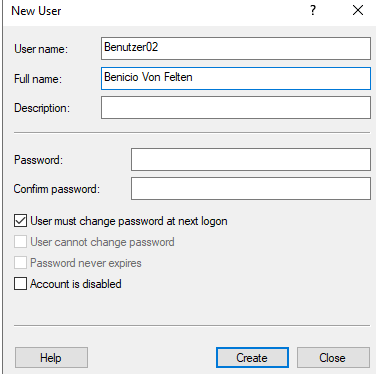 New User
?
User name: Benutzer02
Full name: Benicio Von Felten
Description:
Password:
Confirm password:
User must change password at next logon
User cannot change password
Password never expires
Account is disabled
Help Create Close